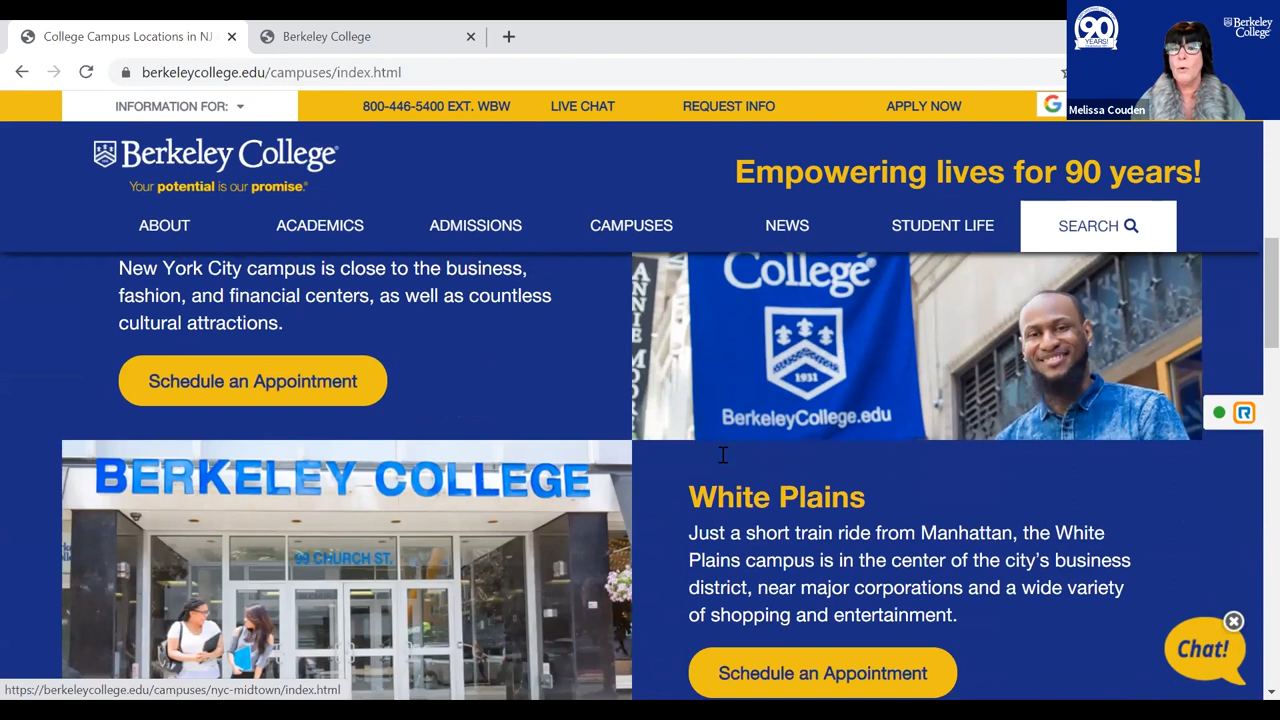 College Campus Locations in NJ
Berkeley College
90
YEARS!
Berkeley
College
berkeleycollege.edu/campuses/index.html
Melissa Couden
INFORMATION FOR:
800-446-5400 EXT. WBW
LIVE CHAT
REQUEST INFO
APPLY NOW
Berkeley College
Your potential is our promise.®
Empowering lives for 90 years!
ABOUT
ACADEMICS
ADMISSIONS
CAMPUSES
NEWS
STUDENT LIFE
SEARCH
New York City campus is close to the business,
fashion, and financial centers, as well as countless
cultural attractions.
Schedule an Appointment
College®
1931
BerkeleyCollege.edu
BERKELEY COLLEGE
99 CHURCH ST.
White Plains
Just a short train ride from Manhattan, the White
Plains campus is in the center of the city's business
district, near major corporations and a wide variety
of shopping and entertainment.
Schedule an Appointment
Chat!
https://berkeleycollege.edu/campuses/nyc-midtown/index.html